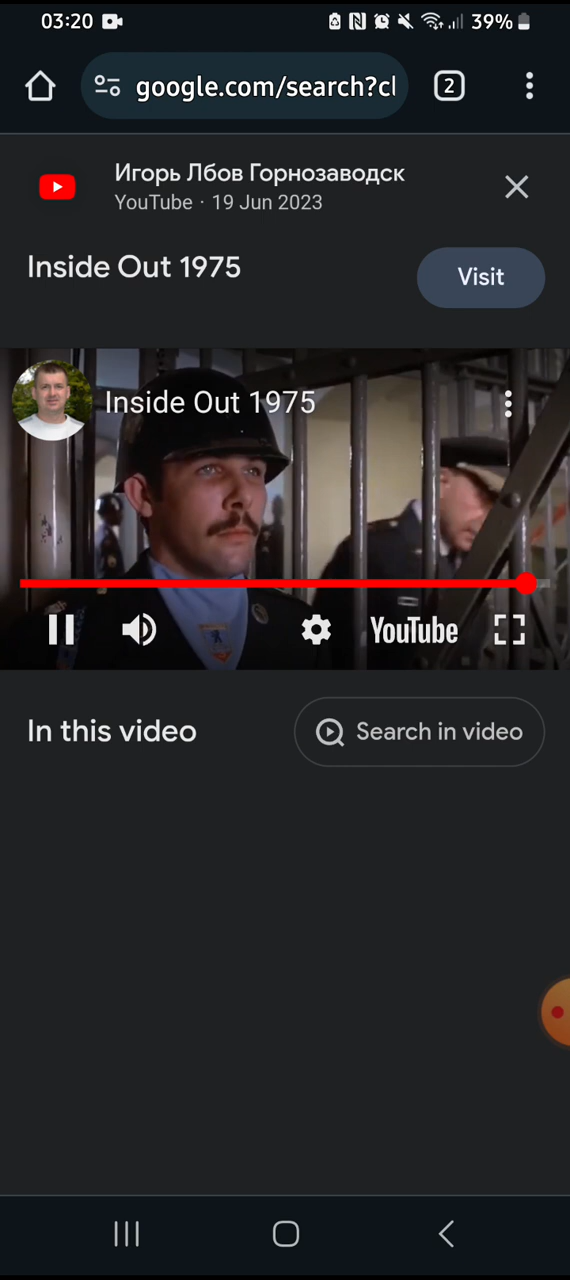 03:20
39%
google.com/search?cl
2
Игорь Лбов Горнозаводск
YouTube · 19 Jun 2023
Inside Out 1975
Visit
Inside Out 1975
YouTube
In this video
Search in video